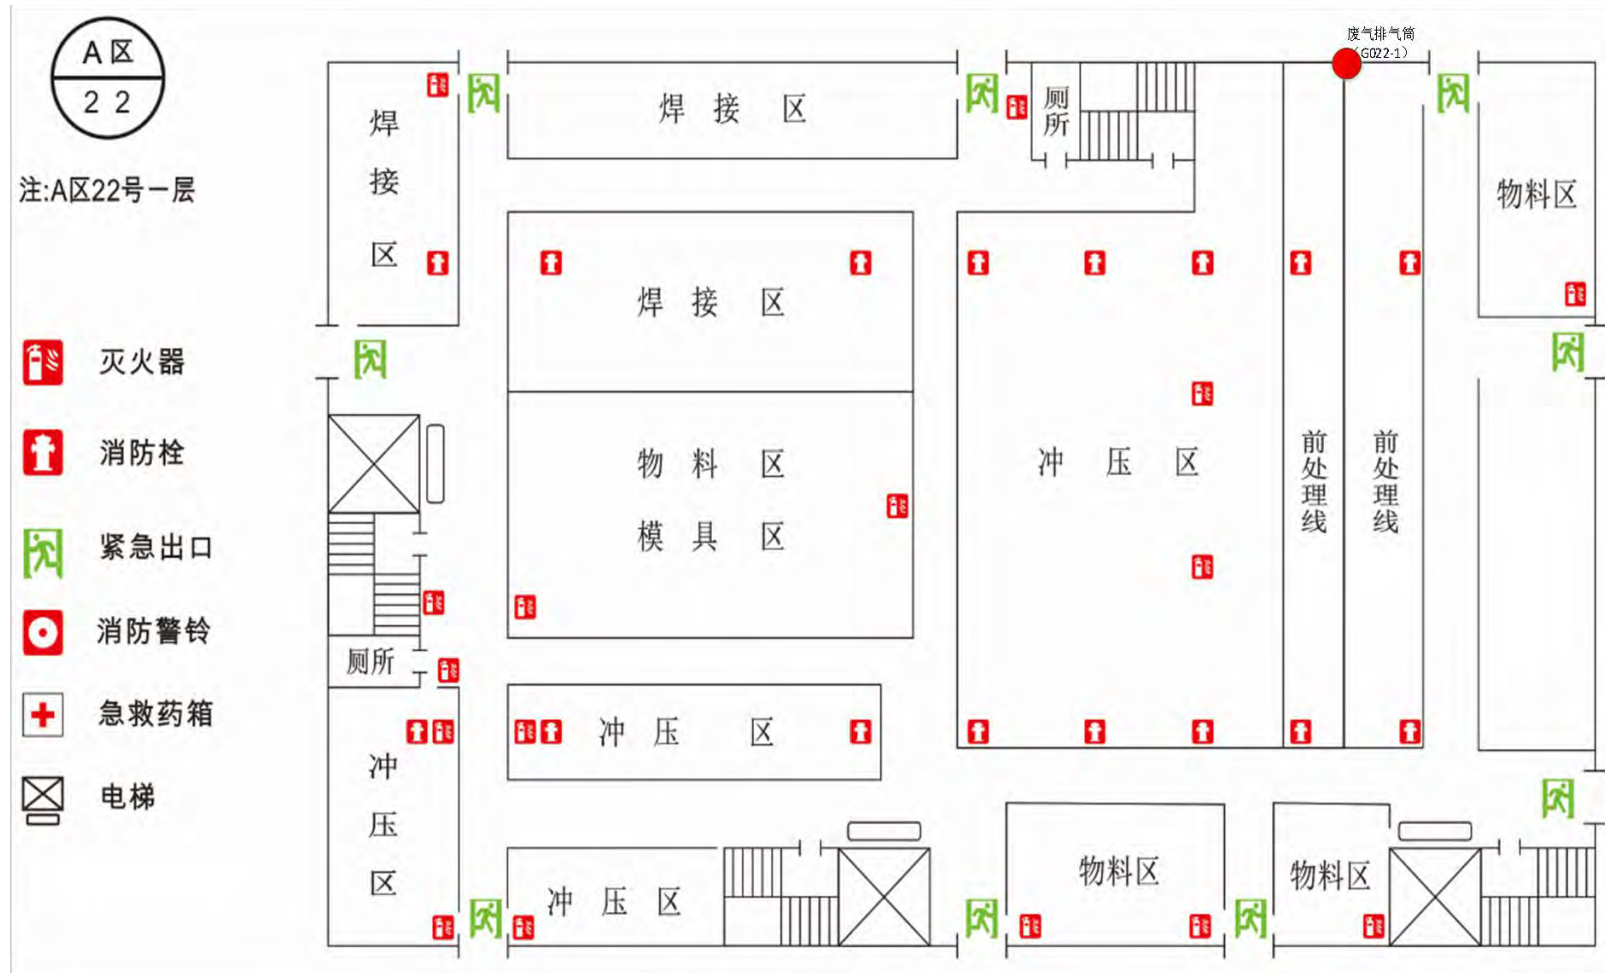 A区
22
注:A区22号一层
灭火器
消防栓
紧急出口
消防警铃
急救药箱
电梯
废气排气筒
（G022-1）
焊接区
焊接区
厕所
物料区
焊接区
物料区
模具区
冲压区
前处理线
前处理线
厕所
冲压区
冲压区
冲压区
物料区
物料区